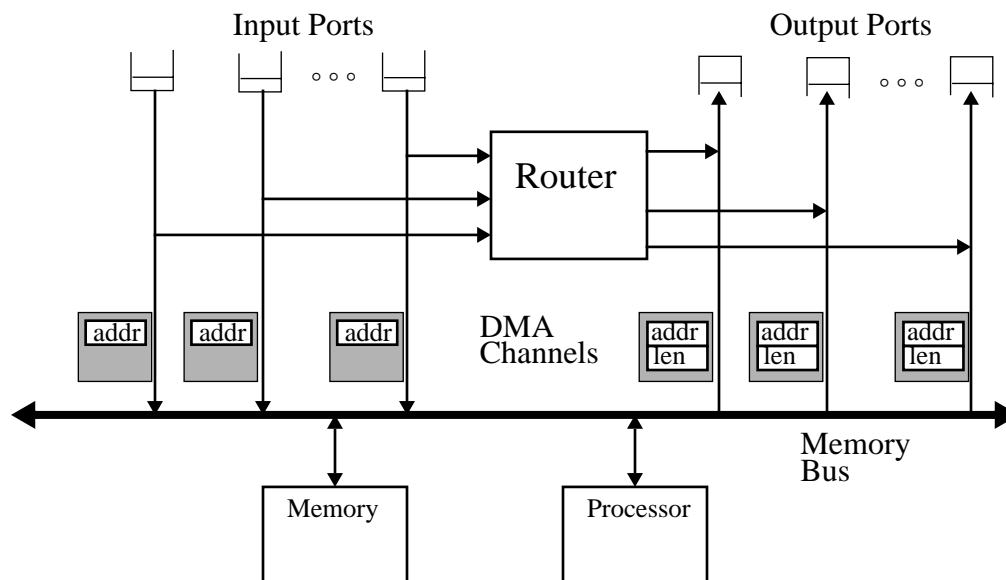 Input Ports
Output Ports
Router
addr
addr
addr
DMA
Channels
addr
len
addr
len
addr
len
Memory
Bus
Memory
Processor